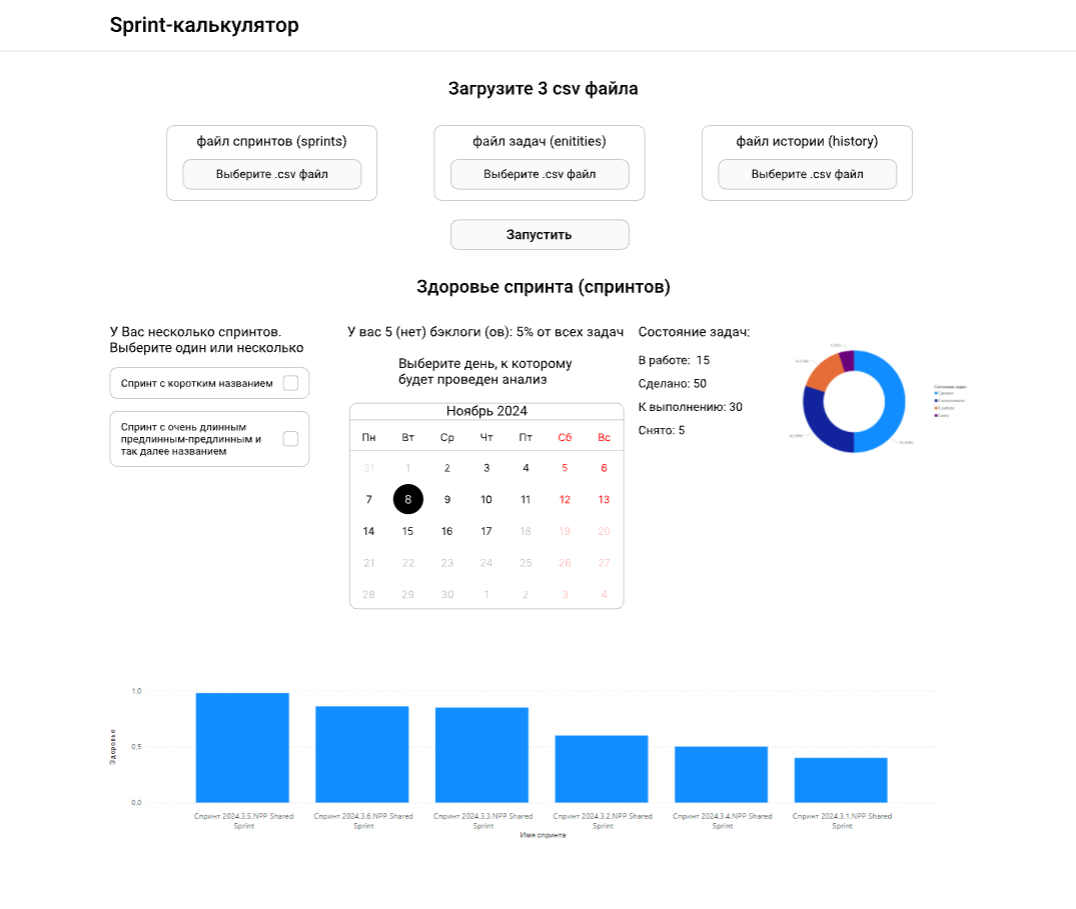 Sprint-калькулятор
Загрузите 3 csv файла
файл спринтов (sprints)
Выберите .csv файл
файл задач (enitities)
Выберите .csv файл
файл истории (history)
Выберите .csv файл
Запустить
Здоровье спринта (спринтов)
У Вас несколько спринтов.
Выберите один или несколько
Спринт с коротким названием
Спринт с очень длинным
предлинным-предлинным и
так далее названием
У вас 5 (нет) бэклоги (ов): 5% от всех задач
Выберите день, к которому
будет проведен анализ
Ноябрь 2024
Пн Вт Ср Чт Пт Сб Вс
31 1 2 3 4 5 6
7 8 9 10 11 12 13
14 15 16 17 18 19 20
21 22 23 24 25 26 27
28 29 30 1 2 3 4
Состояние задач:
В работе: 15
Сделано: 50
К выполнению: 30
Снято: 5
Состояние задач
Сделано
К выполнению
В работе
Снято
Здоровье
1.0
0.5
0.0
Спринт 2024.3.5.NPP Shared
Sprint
Спринт 2024.3.6.NPP Shared
Sprint
Спринт 2024.3.3.NPP Shared
Sprint
Спринт 2024.3.2.NPP Shared
Sprint
Спринт 2024.3.4.NPP Shared
Sprint
Спринт 2024.3.1.NPP Shared
Sprint
Имя спринта